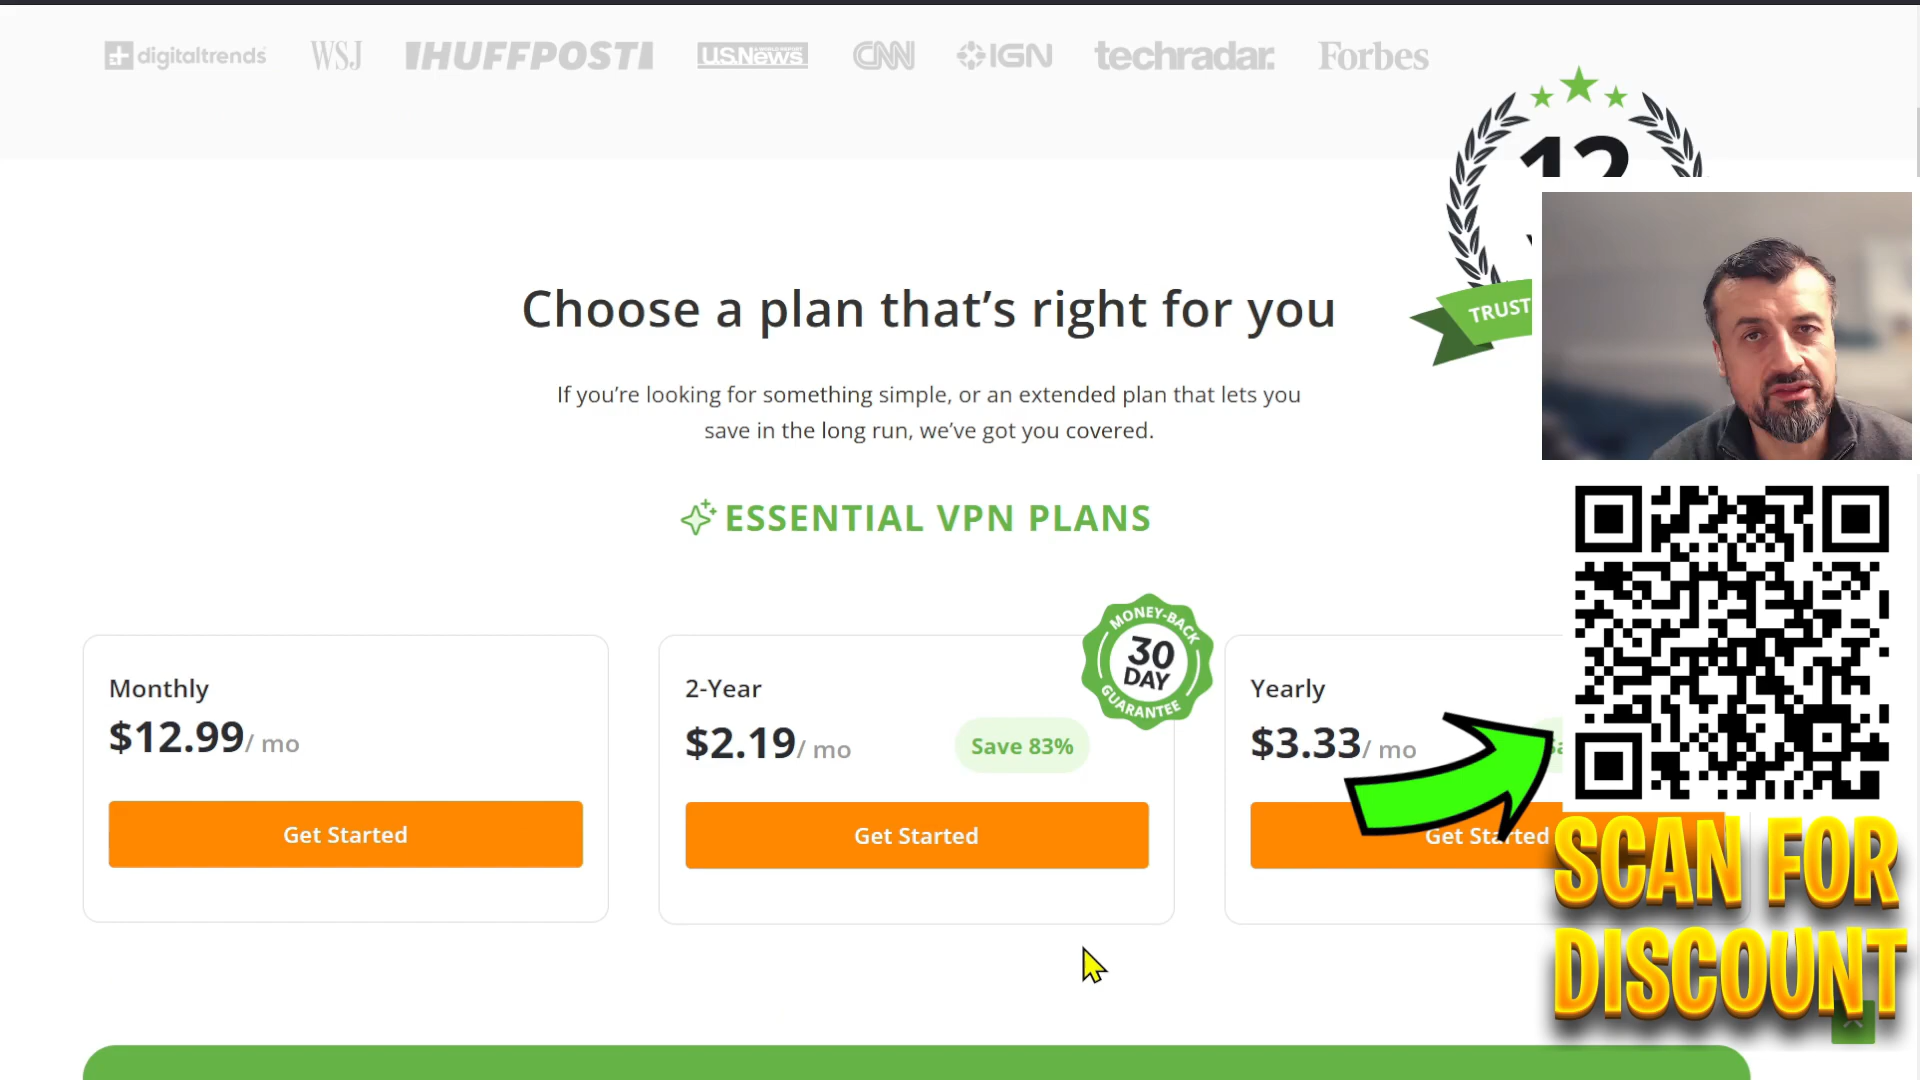 digitaltrends WSJ HUFFPOST U.S.News CNN IGN techradar. Forbes
12
TRUST
Choose a plan that’s right for you
If you’re looking for something simple, or an extended plan that lets you
save in the long run, we’ve got you covered.
ESSENTIAL VPN PLANS
MONEY-BACK
30
DAY
GUARANTEE
Monthly
$12.99/ mo
Get Started
2-Year
$2.19/ mo
Save 83%
Get Started
Yearly
$3.33/ mo
Get Started
SCAN FOR
DISCOUNT